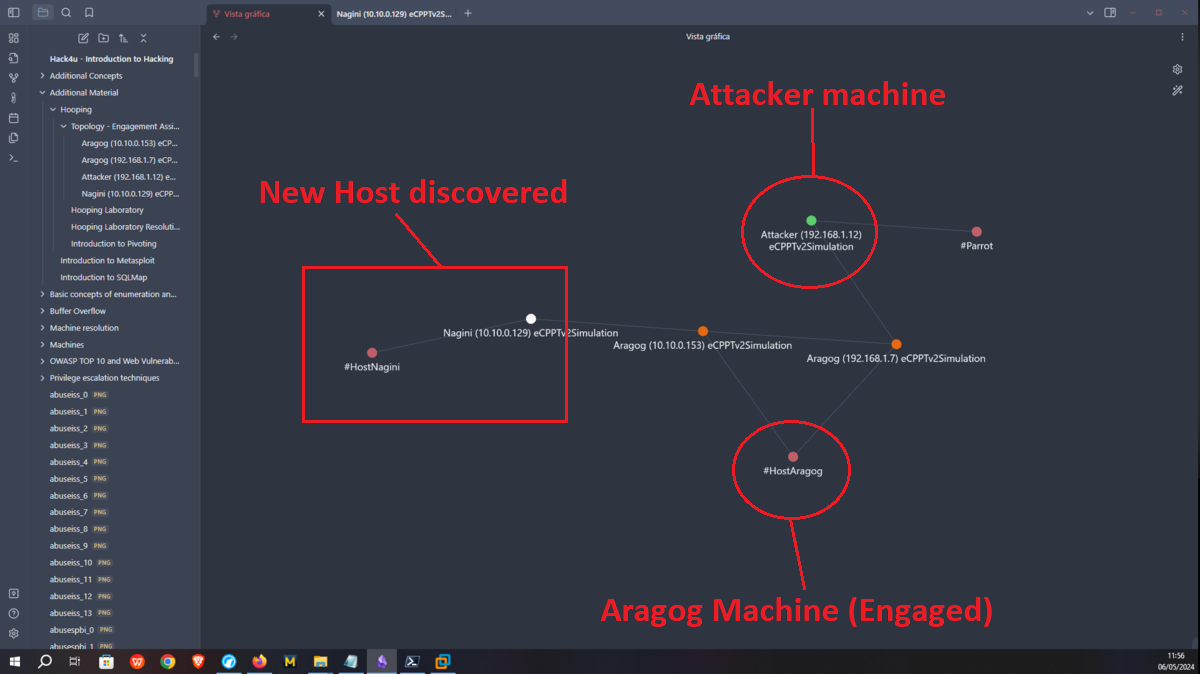 Vista gráfica
Nagini (10.10.0.129) eCPPTv2S...
Vista gráfica
Hack4u - Introduction to Hacking
Additional Concepts
Additional Material
Hooping
Topology - Engagement Assi...
Aragog (10.10.0.153) eCP...
Aragog (192.168.1.7) eCP...
Attacker (192.168.1.12) e...
Nagini (10.10.0.129) eCPP...
Hooping Laboratory
Hooping Laboratory Resoluti...
Introduction to Pivoting
Introduction to Metasploit
Introduction to SQLMap
Basic concepts of enumeration an...
Buffer Overflow
Machine resolution
Machines
OWASP TOP 10 and Web Vulnerab...
Privilege escalation techniques
abuseiss_0 PNG
abuseiss_1 PNG
abuseiss_2 PNG
abuseiss_3 PNG
abuseiss_4 PNG
abuseiss_5 PNG
abuseiss_6 PNG
abuseiss_7 PNG
abuseiss_8 PNG
abuseiss_9 PNG
abuseiss_10 PNG
abuseiss_11 PNG
abuseiss_12 PNG
abuseiss_13 PNG
abusespbi_0 PNG
abusespbi_1 PNG
Attacker machine
New Host discovered
Attacker (192.168.1.12)
eCPPTv2Simulation
#Parrot
Nagini (10.10.0.129) eCPPTv2Simulation
Aragog (10.10.0.153) eCPPTv2Simulation
Aragog (192.168.1.7) eCPPTv2Simulation
#HostNagini
#HostAragog
Aragog Machine (Engaged)
11:56
06/05/2024